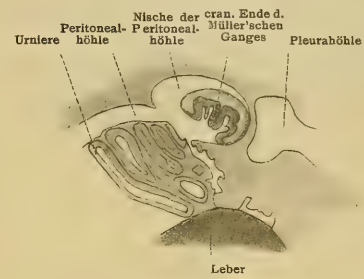 Urniere
Peritoneal-
höhle
Nische der
Peritoneal-
höhle
cran. Ende d.
Müller'schen
Ganges
Pleurahöhle
Leber